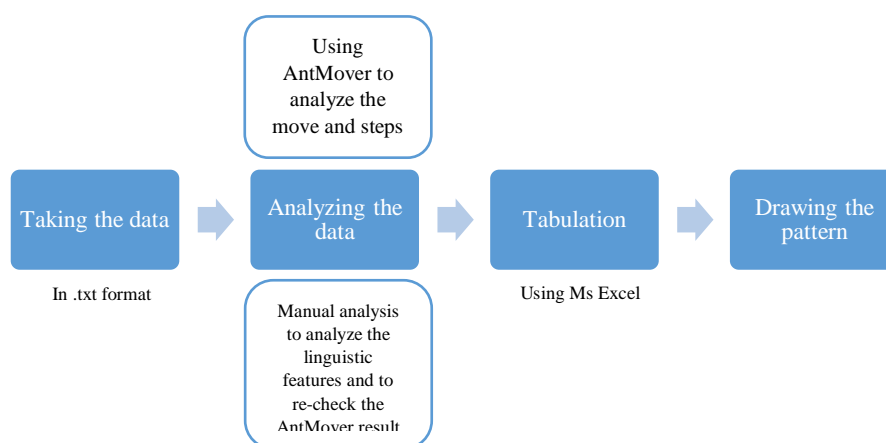 Using
AntMover to
analyze the
move and steps
Taking the data
Analyzing the
data
Tabulation
Drawing the
pattern
In .txt format
Using Ms Excel
Manual analysis
to analyze the
linguistic
features and to
re-check the
AntMover result